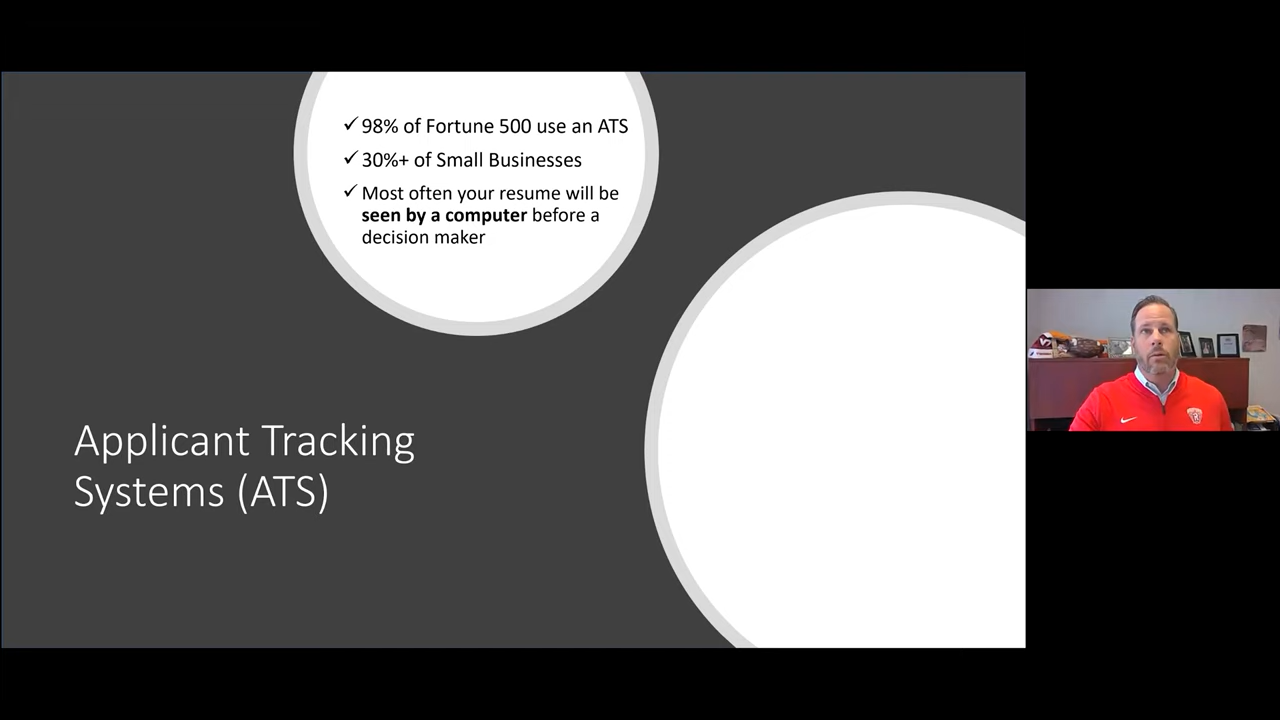 ✓ 98% of Fortune 500 use an ATS
✓ 30%+ of Small Businesses
✓ Most often your resume will be
seen by a computer before a
decision maker
Applicant Tracking
Systems (ATS)